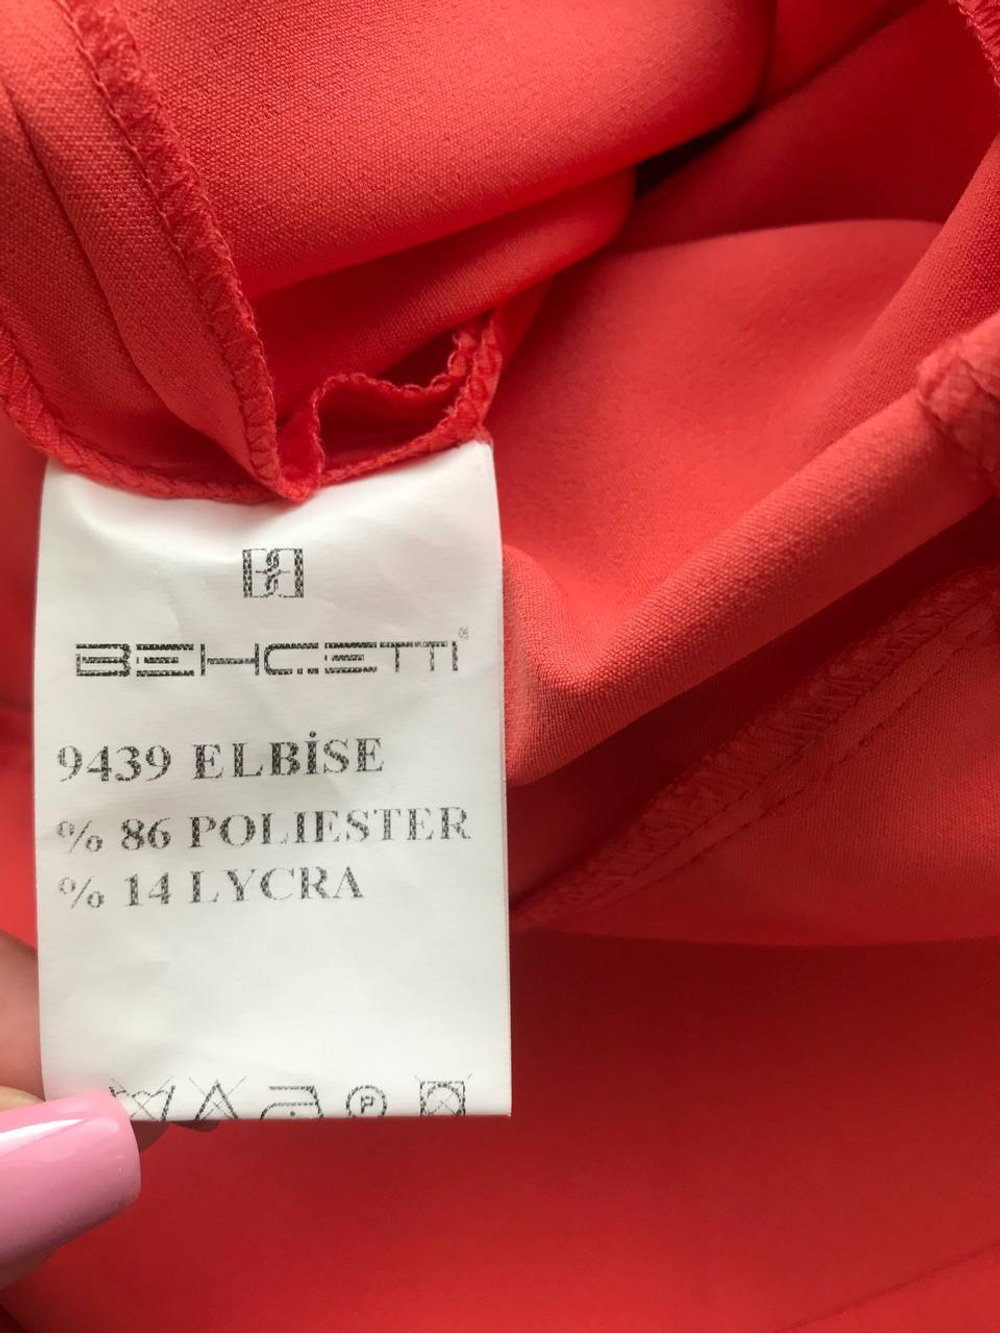 BEHCETTI®
9439 ELBİSE
% 86 POLIESTER
% 14 LYCRA
P